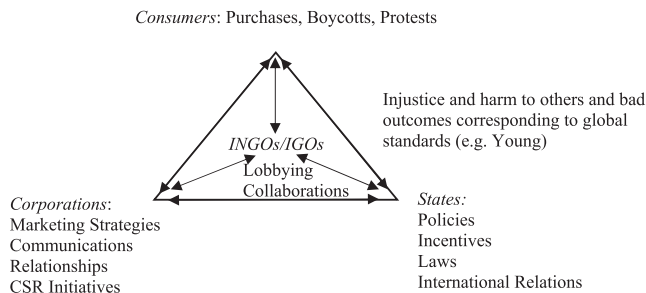 Consumers: Purchases, Boycotts, Protests
Injustice and harm to others and bad
outcomes corresponding to global
standards (e.g. Young)
INGOs/IGOs
Lobbying
Collaborations
Corporations:
Marketing Strategies
Communications
Relationships
CSR Initiatives
States:
Policies
Incentives
Laws
International Relations